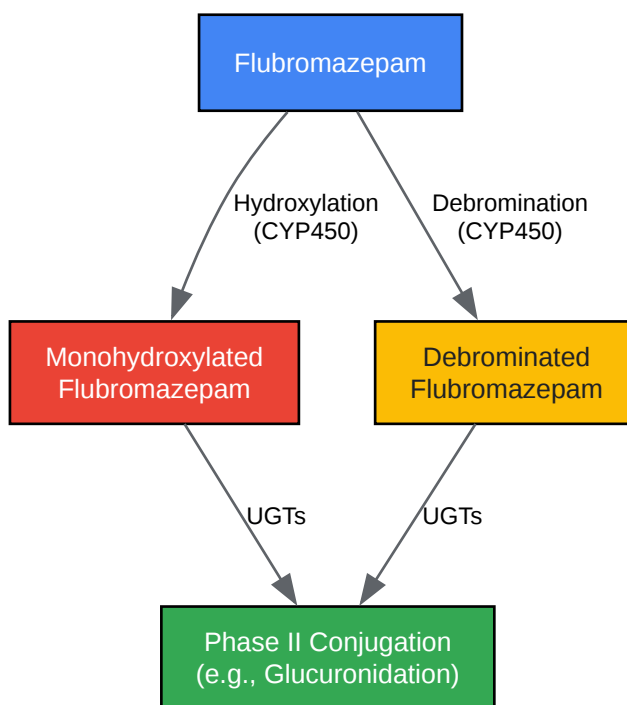 Flubromazepam
Hydroxylation
(CYP450)
Debromination
(CYP450)
Monohydroxylated
Flubromazepam
Debrominated
Flubromazepam
UGTs
UGTs
Phase II Conjugation
(e.g., Glucuronidation)